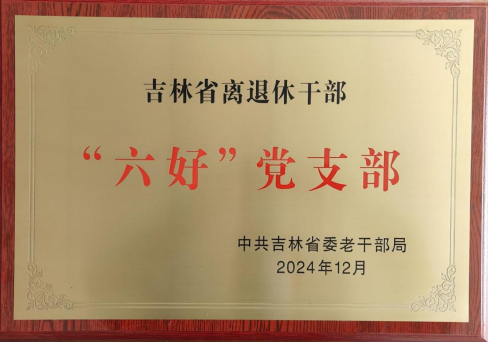 吉林省离退休干部
“六好”党支部
中共吉林省委老干部局
2024年12月